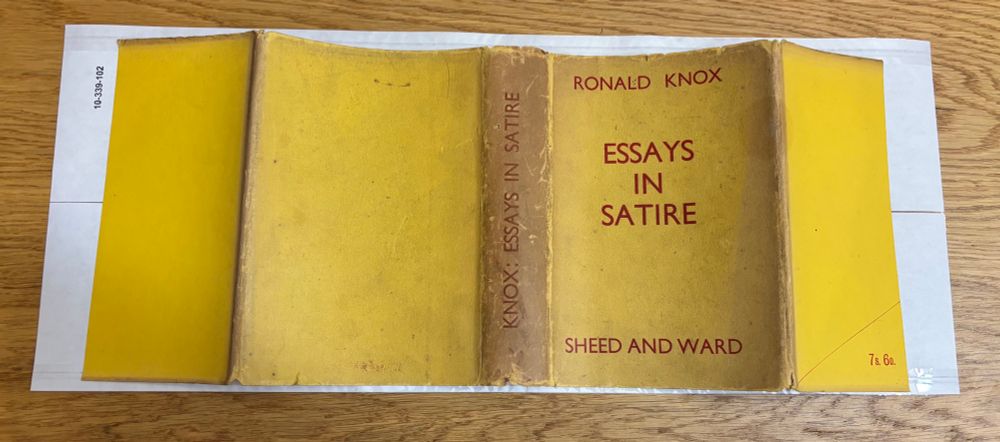 10-339-102
KNOX: ESSAYS IN SATIRE
RONALD KNOX
ESSAYS
IN
SATIRE
SHEED AND WARD
7s. 6D.